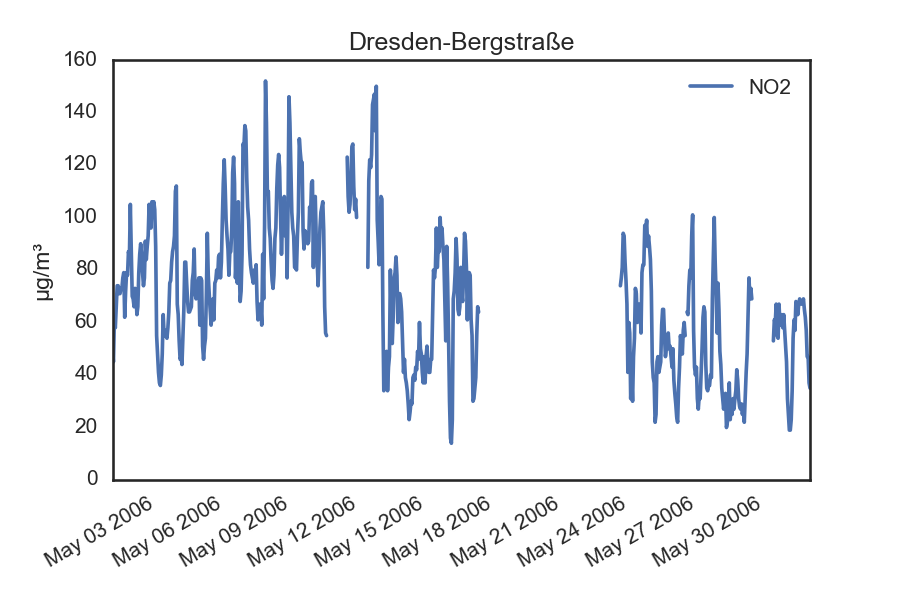 Dresden-Bergstraße
160
140
120
100
80
60
40
20
0
µg/m³
NO2
May 03 2006
May 06 2006
May 09 2006
May 12 2006
May 15 2006
May 18 2006
May 21 2006
May 24 2006
May 27 2006
May 30 2006